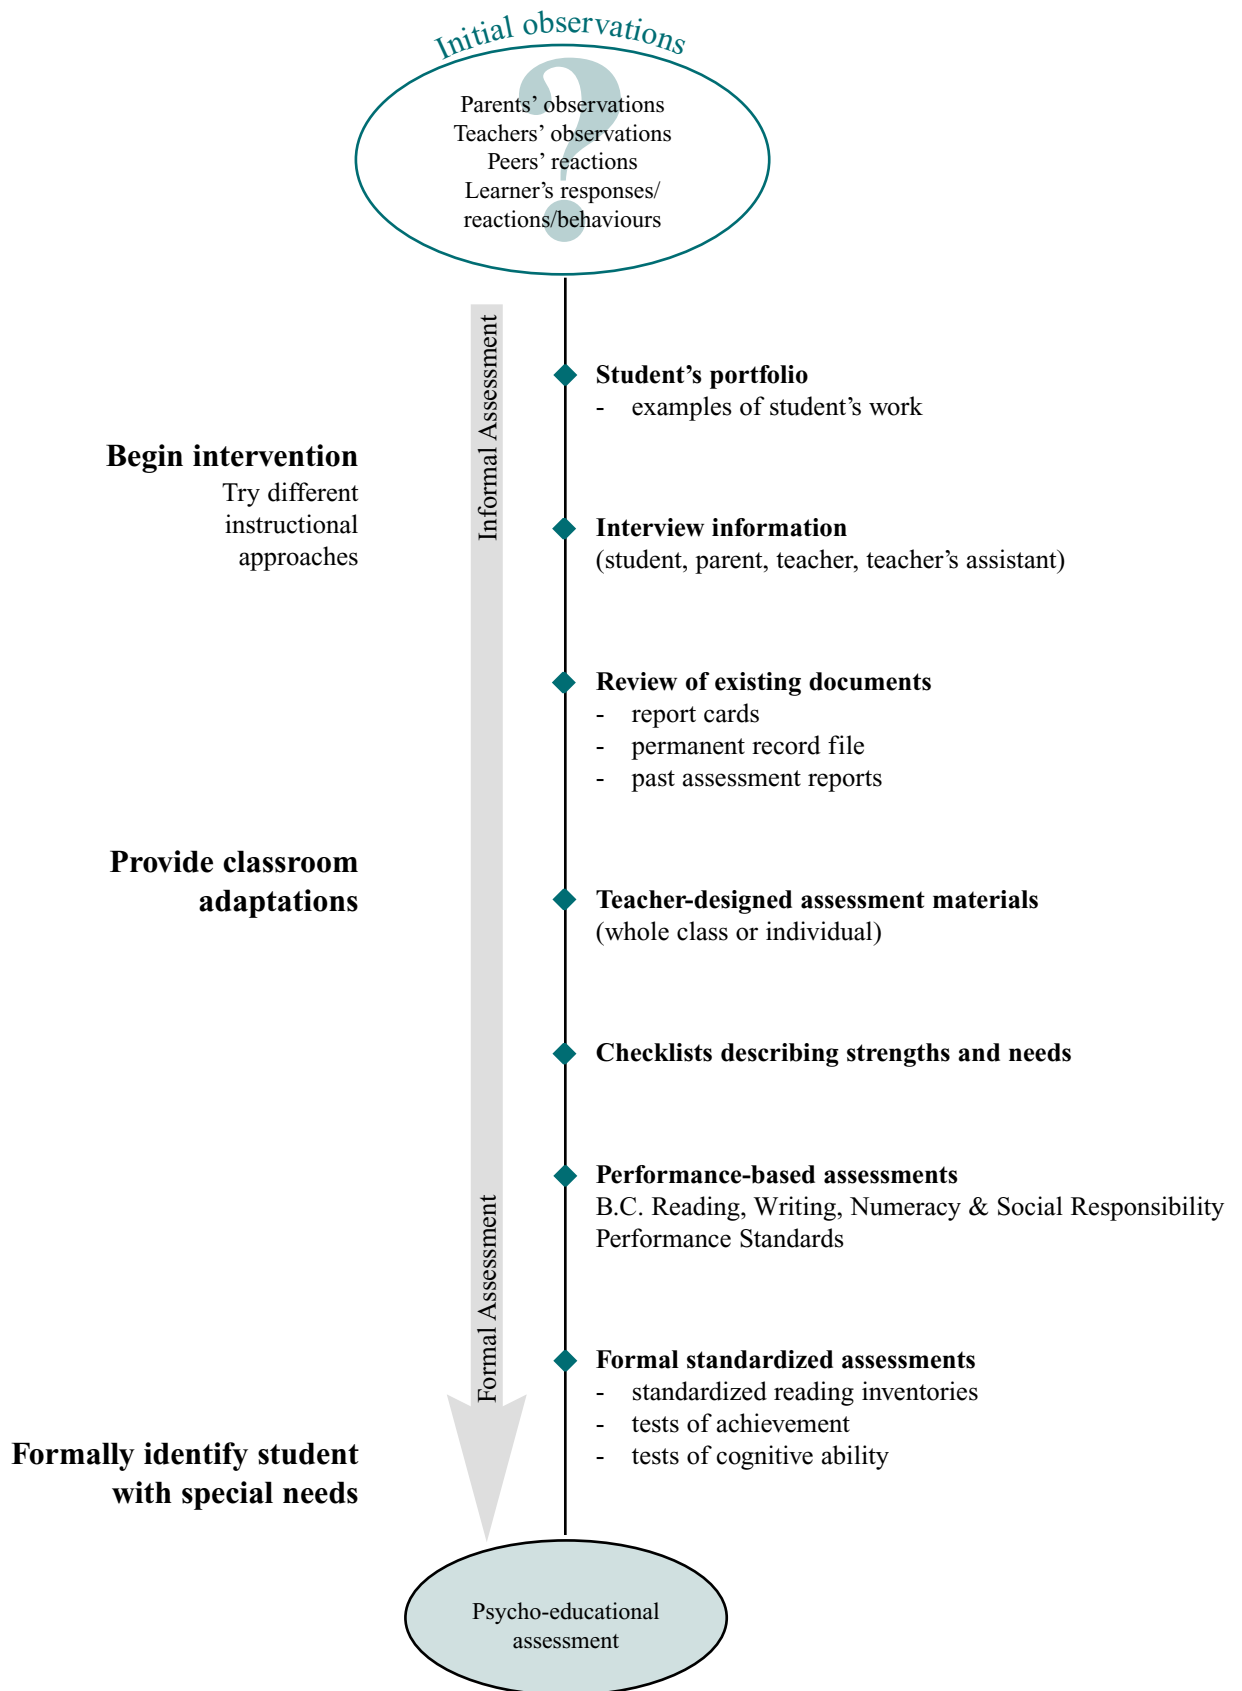 Initial observations
?
Parents’ observations
Teachers’ observations
Peers’ reactions
Learner’s responses/
reactions/behaviours
Informal Assessment
Student’s portfolio
- examples of student’s work
Begin intervention
Try different
instructional
approaches
Interview information
(student, parent, teacher, teacher’s assistant)
Review of existing documents
- report cards
- permanent record file
- past assessment reports
Provide classroom
adaptations
Teacher-designed assessment materials
(whole class or individual)
Checklists describing strengths and needs
Performance-based assessments
B.C. Reading, Writing, Numeracy & Social Responsibility
Performance Standards
Formal Assessment
Formal standardized assessments
- standardized reading inventories
- tests of achievement
- tests of cognitive ability
Formally identify student
with special needs
Psycho-educational
assessment